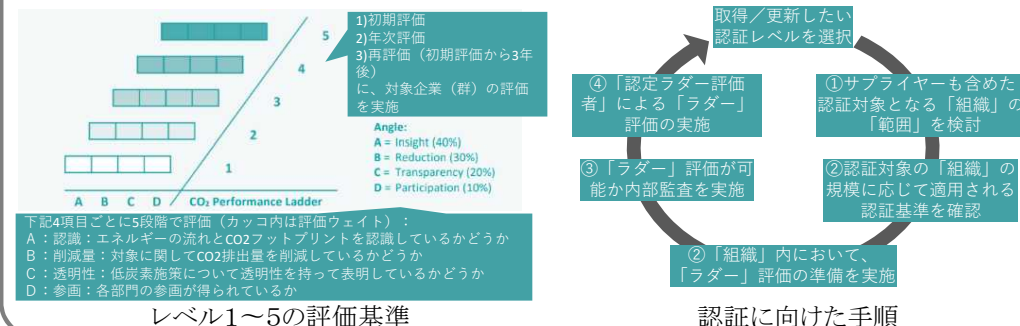 1)初期評価
2)年次評価
3)再評価（初期評価から3年
後）
に、対象企業（群）の評価
を実施
5
4
3
2
1
Angle:
A = Insight (40%)
B = Reduction (30%)
C = Transparency (20%)
D = Participation (10%)
A B C D CO₂ Performance Ladder
下記4項目ごとに5段階で評価（カッコ内は評価ウェイト）：
A：認識：エネルギーの流れとCO2フットプリントを認識しているかどうか
B：削減量：対象に関してCO2排出量を削減しているかどうか
C：透明性：低炭素施策について透明性を持って表明しているかどうか
D：参画：各部門の参画が得られているか
レベル1～5の評価基準
取得／更新したい
認証レベルを選択
①サプライヤーも含めた
認証対象となる「組織」の
「範囲」を検討
②認証対象の「組織」の
規模に応じて適用される
認証基準を確認
②「組織」内において、
「ラダー」評価の準備を実施
③「ラダー」評価が可
能か内部監査を実施
④「認定ラダー評価
者」による「ラダー」
評価の実施
認証に向けた手順